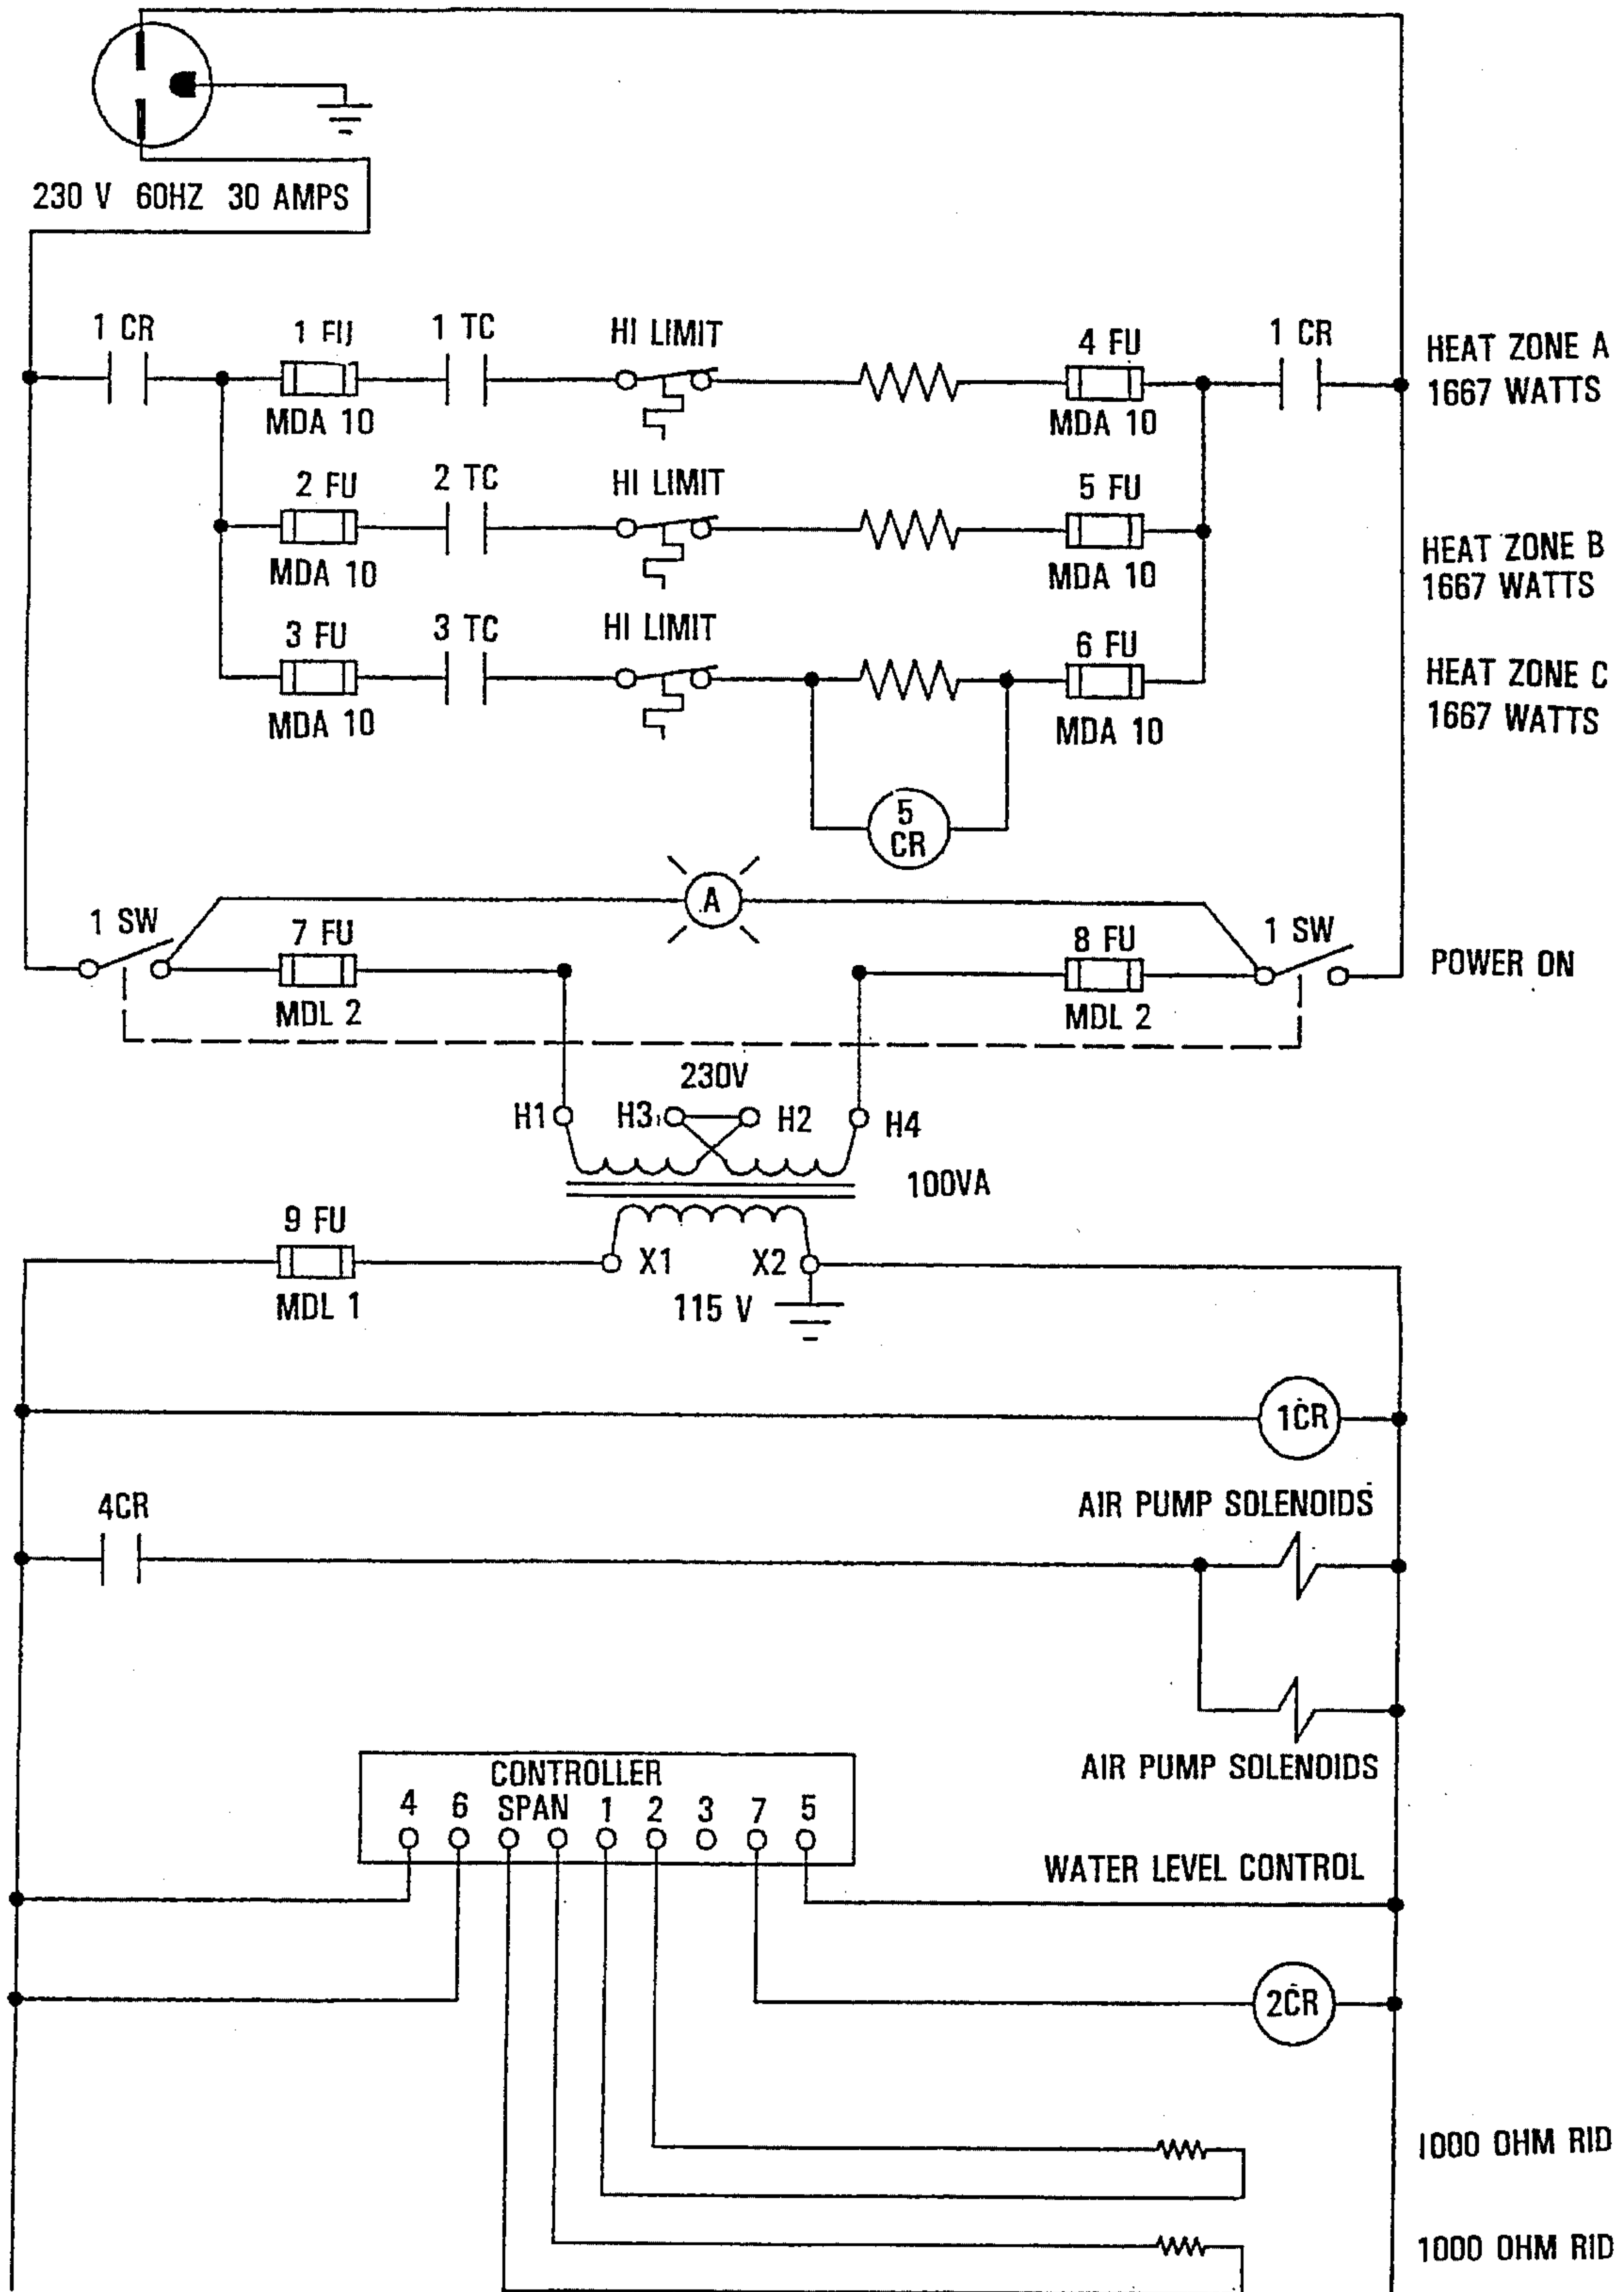 230 V 60HZ 30 AMPS
1 CR
1 FU
1 TC
HI LIMIT
4 FU
1 CR
HEAT ZONE A
1667 WATTS
MDA 10
MDA 10
2 FU
2 TC
HI LIMIT
5 FU
HEAT ZONE B
1667 WATTS
MDA 10
MDA 10
3 FU
3 TC
HI LIMIT
6 FU
HEAT ZONE C
1667 WATTS
MDA 10
MDA 10
5
CR
A
1 SW
7 FU
8 FU
1 SW
POWER ON
MDL 2
MDL 2
230V
H1
H3
H2
H4
100VA
9 FU
X1
X2
MDL 1
115 V
1CR
4CR
AIR PUMP SOLENOIDS
AIR PUMP SOLENOIDS
CONTROLLER
4 6 SPAN 1 2 3 7 5
WATER LEVEL CONTROL
2CR
1000 OHM RID
1000 OHM RID